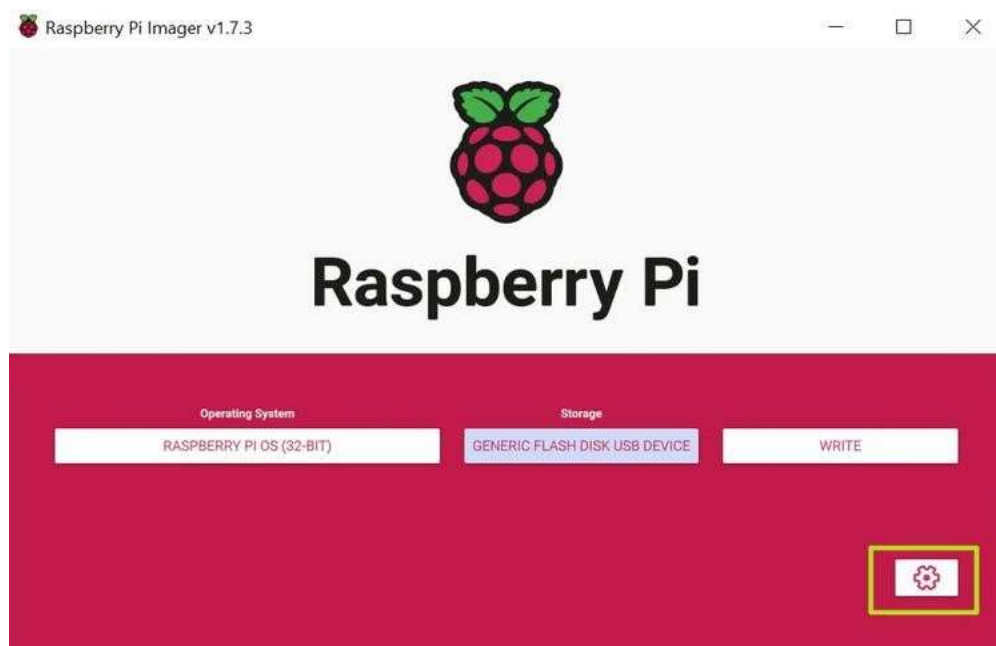 Raspberry Pi Imager v1.7.3
Raspberry Pi
Operating System
Storage
RASPBERRY PI OS (32-BIT)
GENERIC FLASH DISK USB DEVICE
WRITE